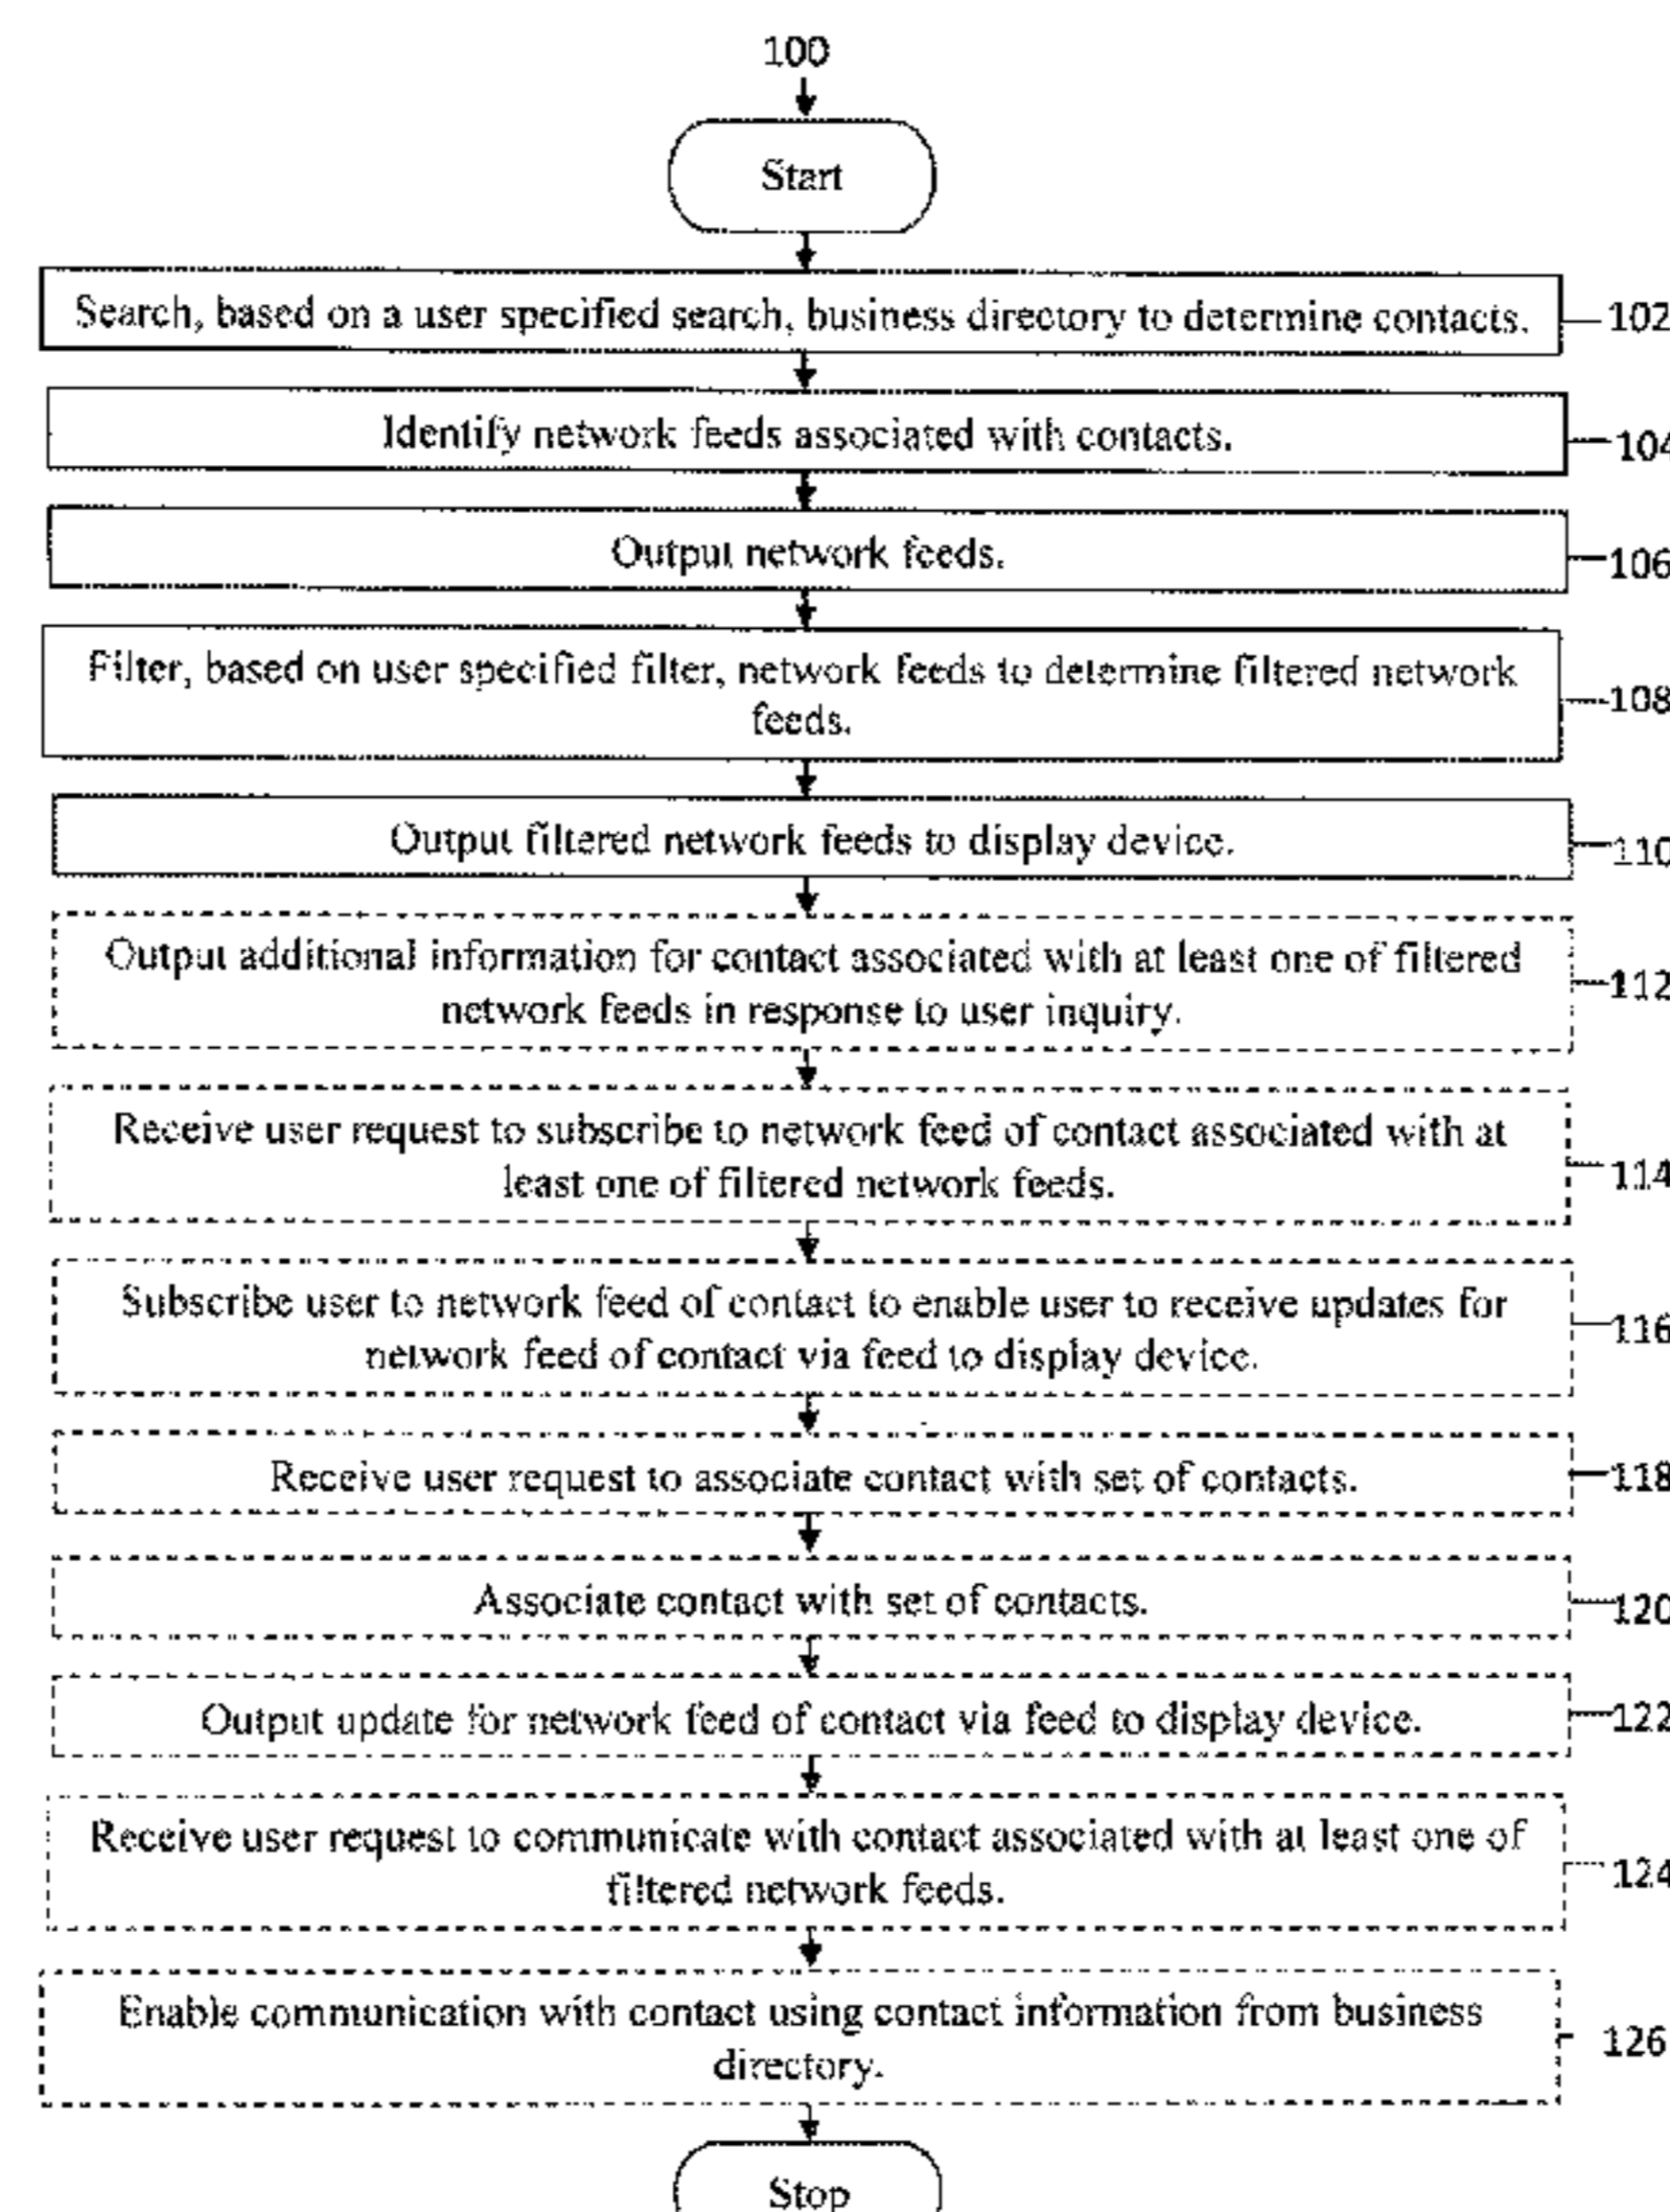 100
Start
Search, based on a user specified search, business directory to determine contacts.
102
Identify network feeds associated with contacts.
104
Output network feeds.
106
Filter, based on user specified filter, network feeds to determine filtered network
feeds.
108
Output filtered network feeds to display device.
110
Output additional information for contact associated with at least one of filtered
network feeds in response to user inquiry.
112
Receive user request to subscribe to network feed of contact associated with at
least one of filtered network feeds.
114
Subscribe user to network feed of contact to enable user to receive updates for
network feed of contact via feed to display device.
116
Receive user request to associate contact with set of contacts.
118
Associate contact with set of contacts.
120
Output update for network feed of contact via feed to display device.
122
Receive user request to communicate with contact associated with at least one of
filtered network feeds.
124
Enable communication with contact using contact information from business
directory.
126
Stop